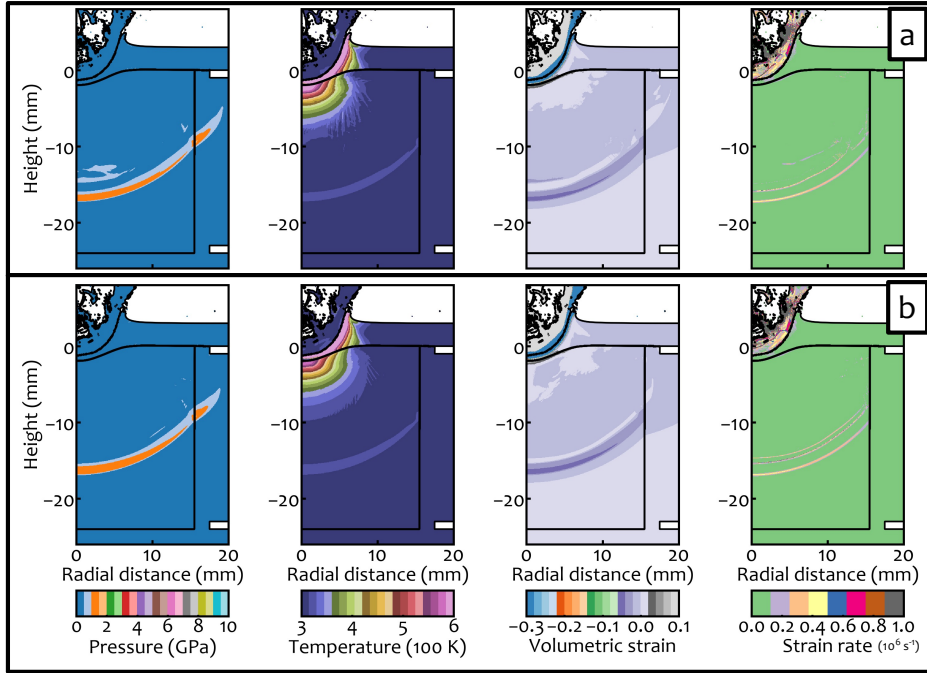 a
Height (mm)
0
−10
−20
b
Height (mm)
0
−10
−20
0 10 20 0 10 20 0 10 20 0 10 20
Radial distance (mm) Radial distance (mm) Radial distance (mm) Radial distance (mm)
0 2 4 6 8 10 3 4 5 6 −0.3 −0.2 −0.1 0.1 0.0 0.2 0.4 0.6 0.8 1.0
Pressure (GPa) Temperature (100 K) Volumetric strain Strain rate (10⁶ s⁻¹)